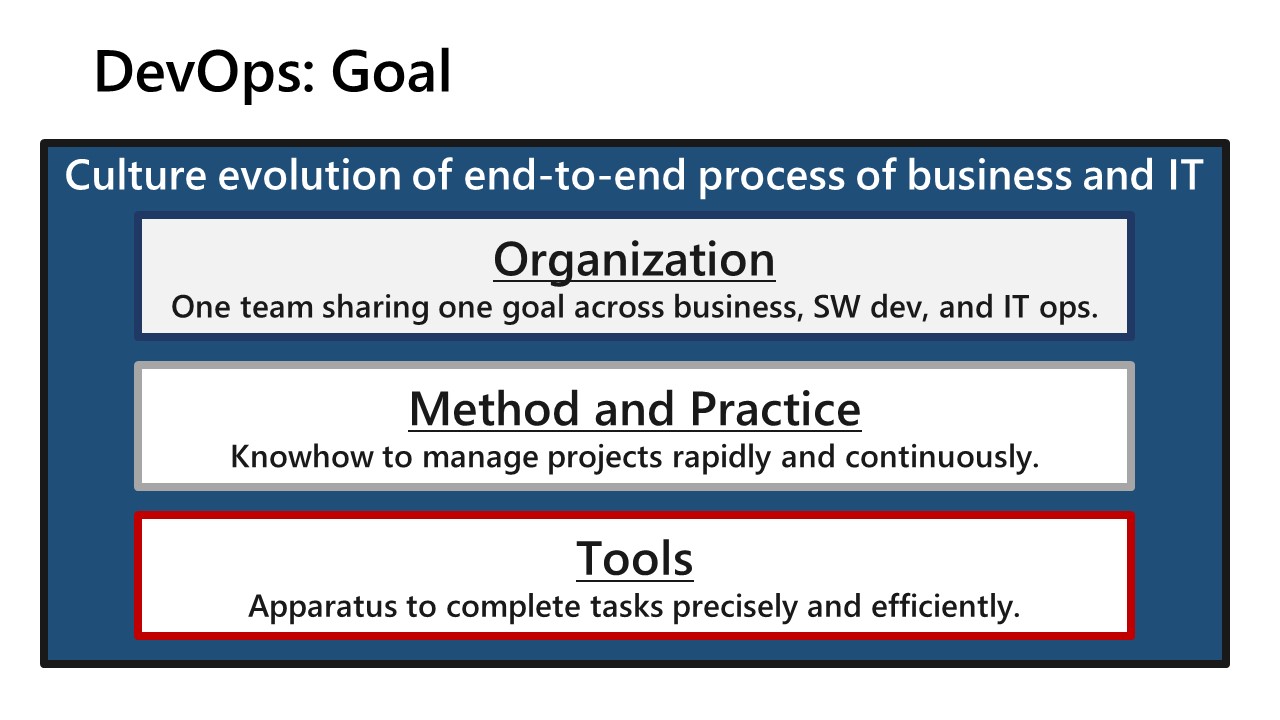 DevOps: Goal
Culture evolution of end-to-end process of business and IT
Organization
One team sharing one goal across business, SW dev, and IT ops.
Method and Practice
Knowhow to manage projects rapidly and continuously.
Tools
Apparatus to complete tasks precisely and efficiently.